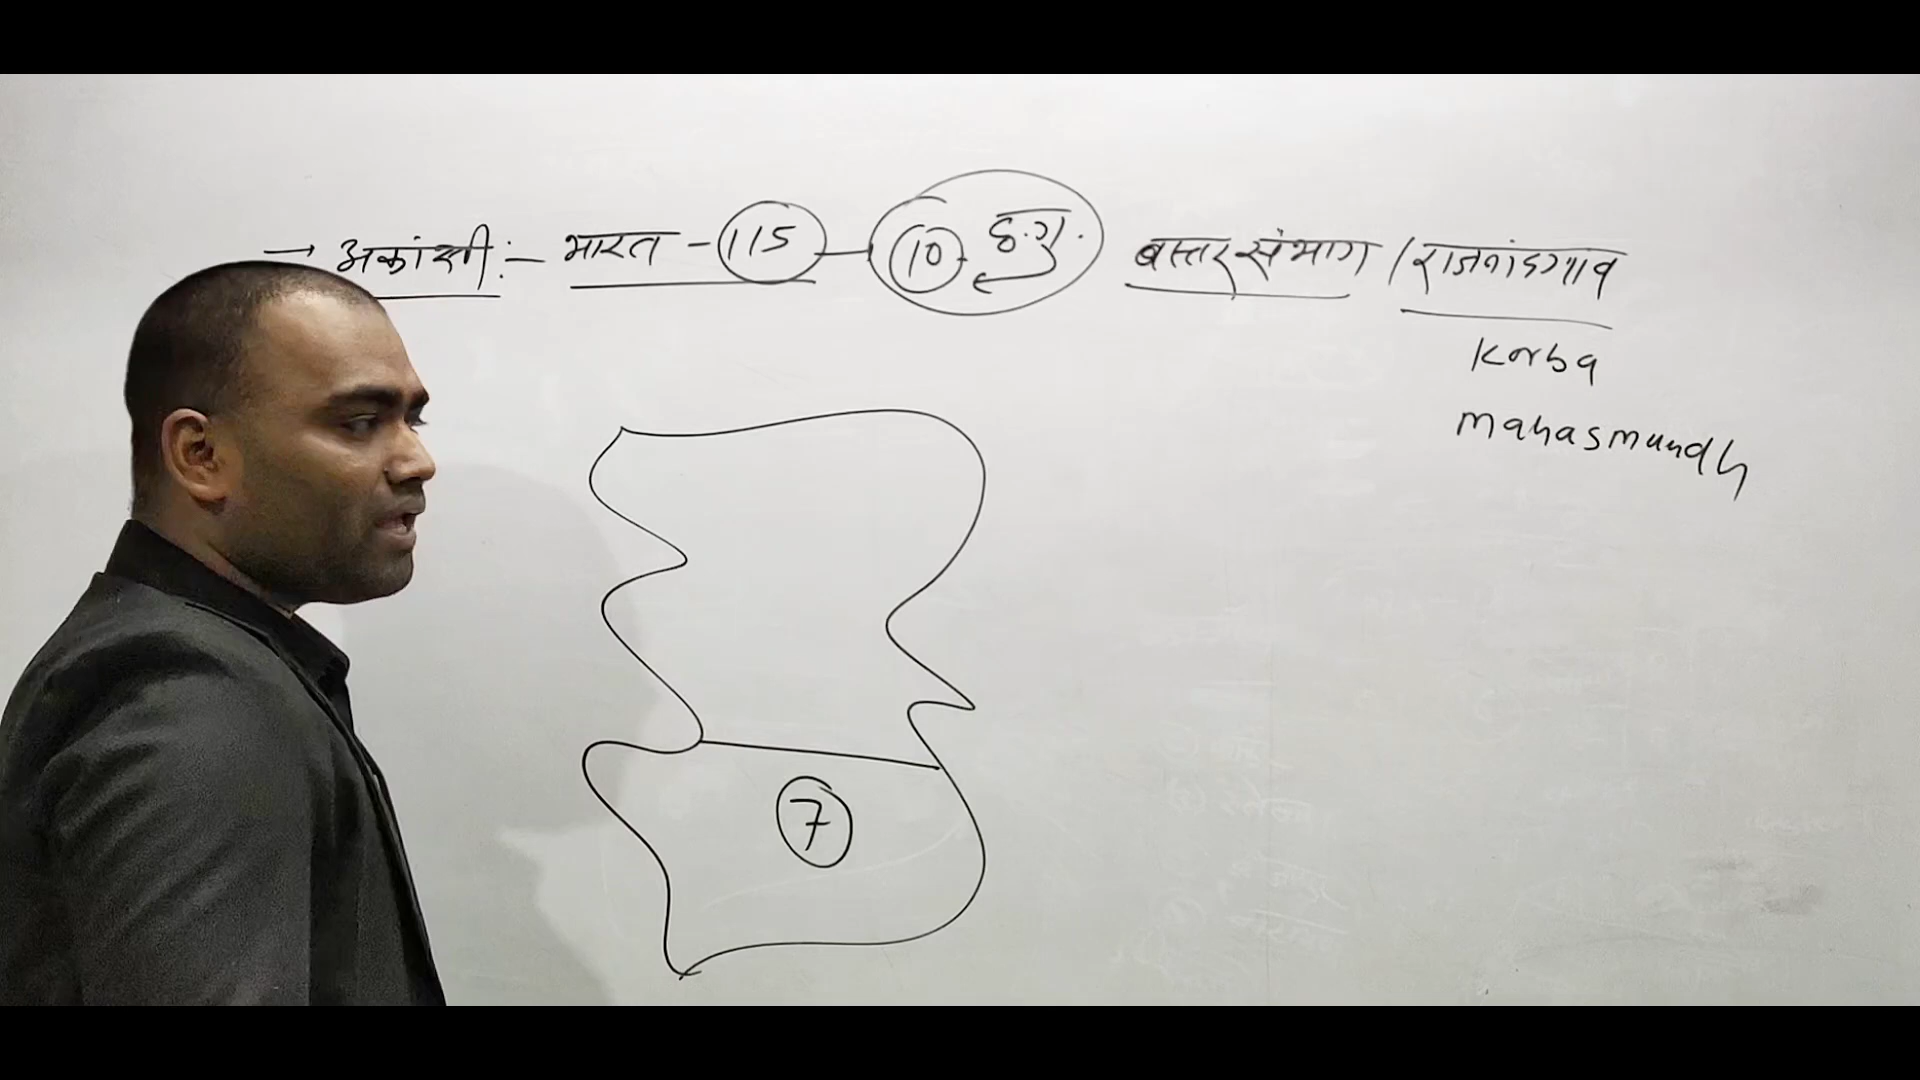 → अकांक्षी :- भारत - 115 - 10 - छ.ग. बस्तर संभाग / राजनांदगांव
Korba
mahasmundh
7